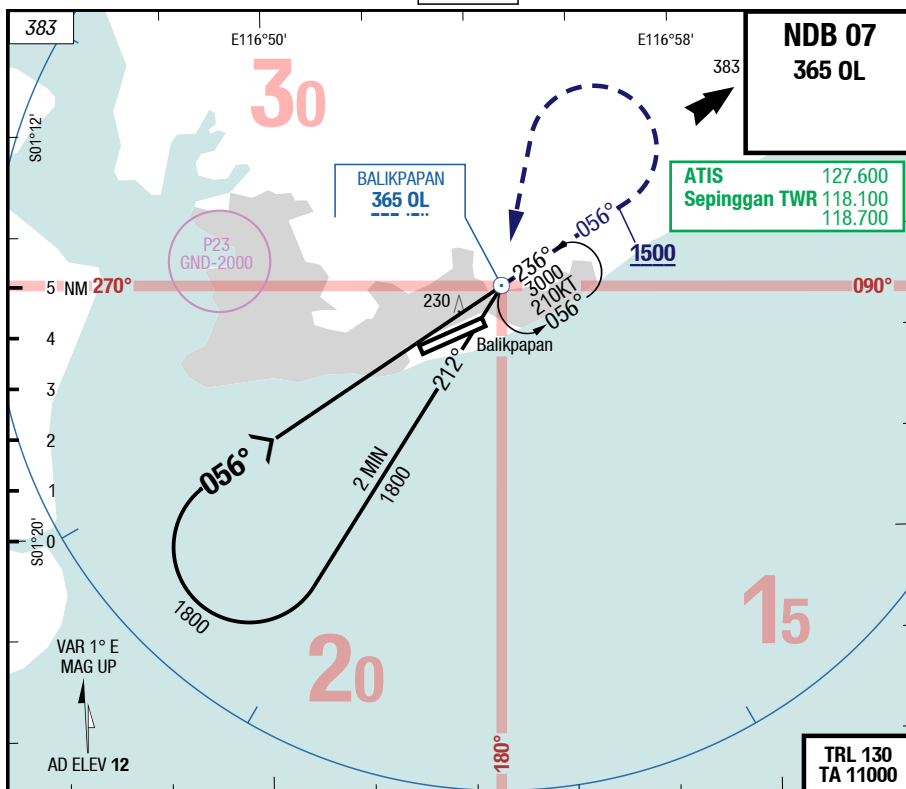 383
E116°50'
E116°58'
383
NDB 07
365 OL
S01°12'
30
BALIKPAPAN
365 OL
ATIS 127.600
Sepinggan TWR 118.100
118.700
P23
GND-2000
056°
1500
236°
3000
210KT
056°
5 NM 270°
090°
230
4
Balikpapan
212°
3
2
056°
2 MIN
1800
1
0
S01°20'
1800
15
20
VAR 1° E
MAG UP
180°
AD ELEV 12
TRL 130
TA 11000